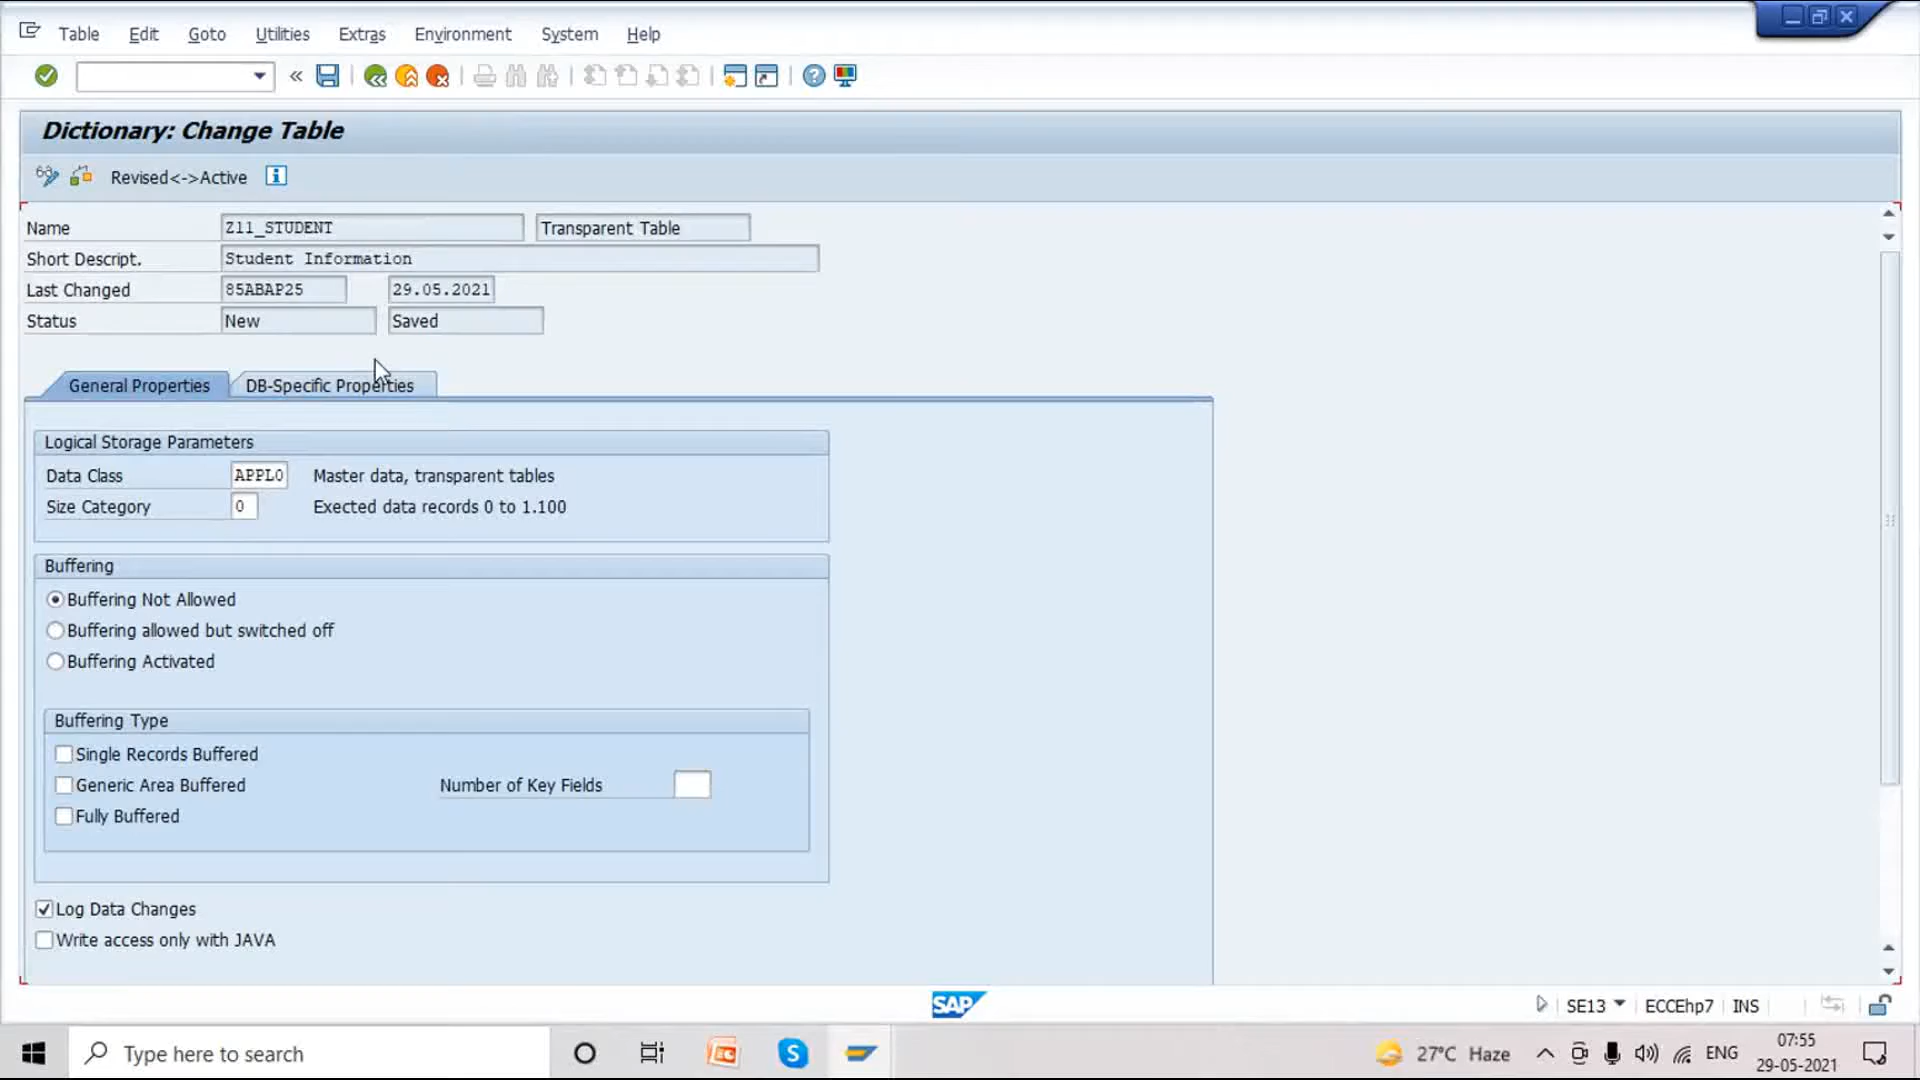 Table Edit Goto Utilities Extras Environment System Help
Dictionary: Change Table
Revised<->Active
Name Z11_STUDENT Transparent Table
Short Descript. Student Information
Last Changed 85ABAP25 29.05.2021
Status New Saved
General Properties DB-Specific Properties
Logical Storage Parameters
Data Class APPL0 Master data, transparent tables
Size Category 0 Exected data records 0 to 1.100
Buffering
Buffering Not Allowed
Buffering allowed but switched off
Buffering Activated
Buffering Type
Single Records Buffered
Generic Area Buffered Number of Key Fields
Fully Buffered
Log Data Changes
Write access only with JAVA
SAP SE13 ECCEhp7 INS
Type here to search 27°C Haze ENG 07:55
29-05-2021